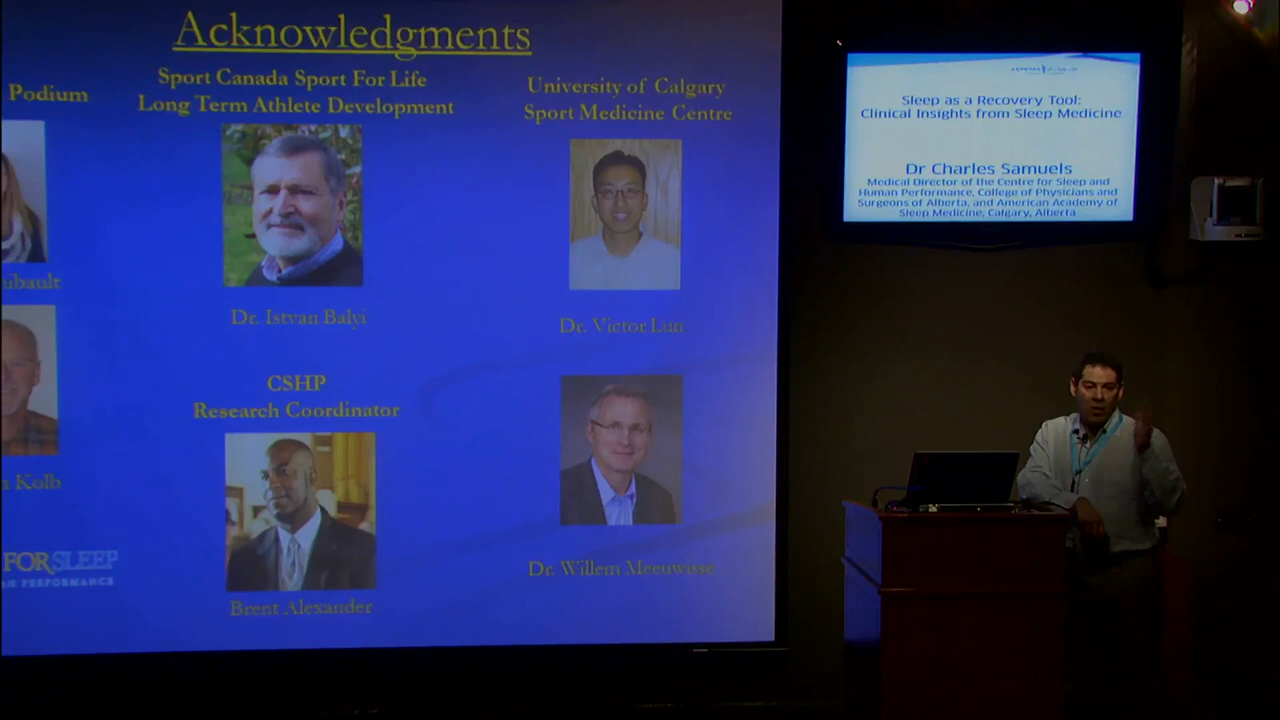 Acknowledgments
Podium
Sport Canada Sport For Life
Long Term Athlete Development
University of Calgary
Sport Medicine Centre
Dr. Istvan Balyi
Dr. Victor Lun
Kolb
CSHP
Research Coordinator
Brent Alexander
Dr. Willem Meeuwisse
FOR SLEEP
PERFORMANCE
Sleep as a Recovery Tool:
Clinical Insights from Sleep Medicine
Dr Charles Samuels
Medical Director of the Centre for Sleep and
Human Performance, College of Physicians and
Surgeons of Alberta, and American Academy of
Sleep Medicine, Calgary, Alberta